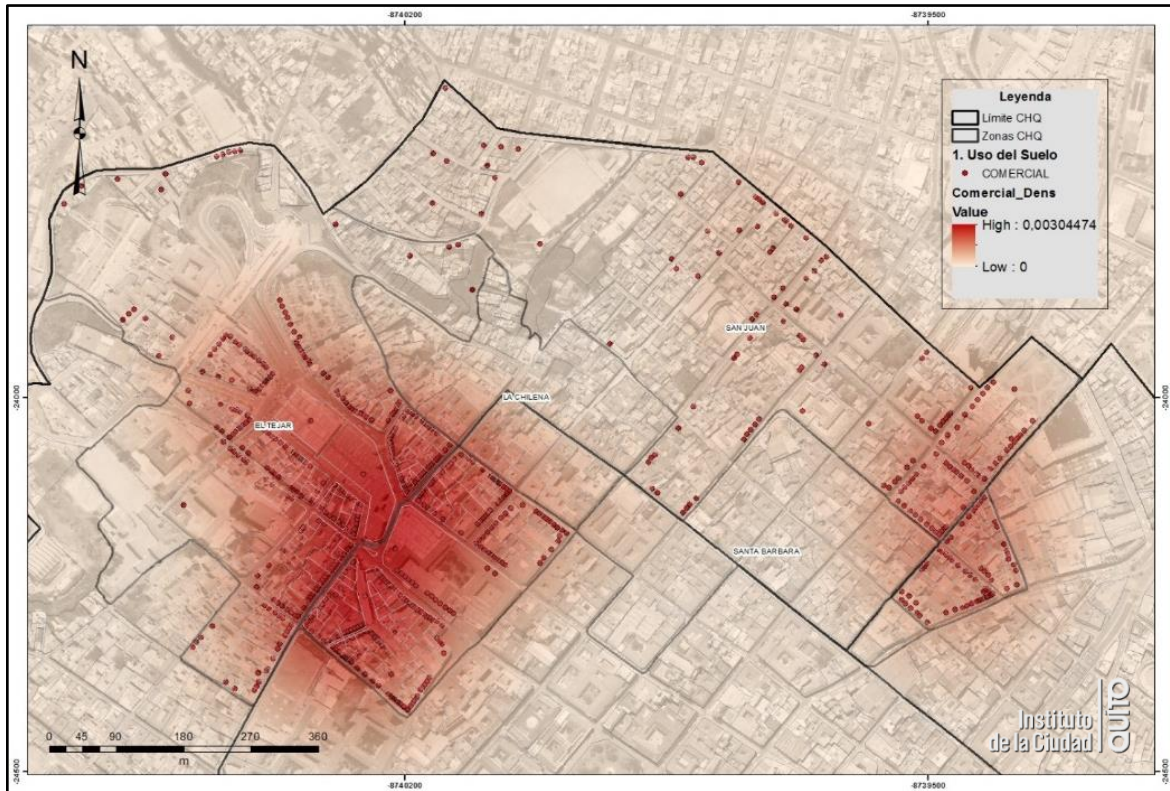 -8740200
-8739500
N
Leyenda
Límite CHQ
Zonas CHQ
1. Uso del Suelo
COMERCIAL
Comercial_Dens
Value
High : 0,00304474
Low : 0
SAN JUAN
-24000
-24000
LA CHILENA
EL TEJAR
SANTA BARBARA
0 45 90 180 270 360
m
Instituto
de la Ciudad
quito
-24500
-24500
-8740200
-8739500